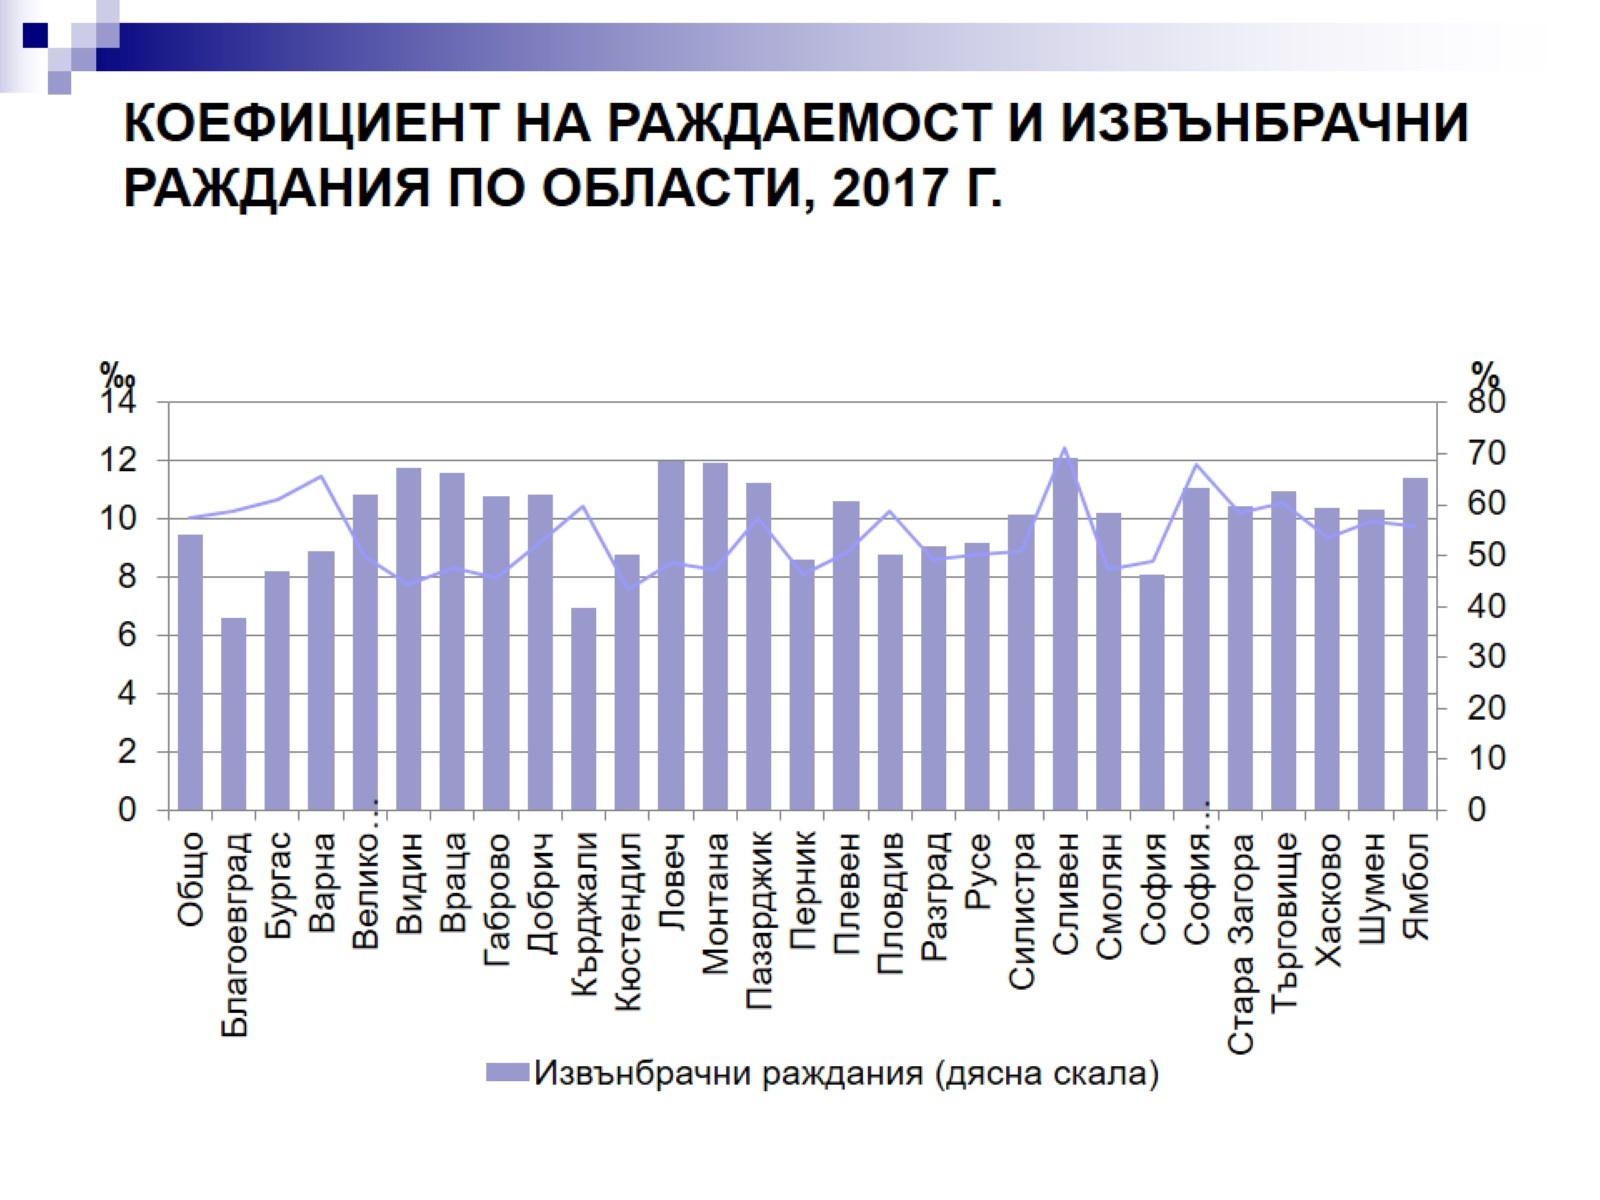 КОЕФИЦИЕНТ НА РАЖДАЕМОСТ И ИЗВЪНБРАЧНИ
РАЖДАНИЯ ПО ОБЛАСТИ, 2017 Г.
‰
%
14
12
10
8
6
4
2
0
80
70
60
50
40
30
20
10
0
Общо
Благоевград
Бургас
Варна
Велико…
Видин
Враца
Габрово
Добрич
Кърджали
Кюстендил
Ловеч
Монтана
Пазарджик
Перник
Плевен
Пловдив
Разград
Русе
Силистра
Сливен
Смолян
София
София…
Стара Загора
Търговище
Хасково
Шумен
Ямбол
Извънбрачни раждания (дясна скала)